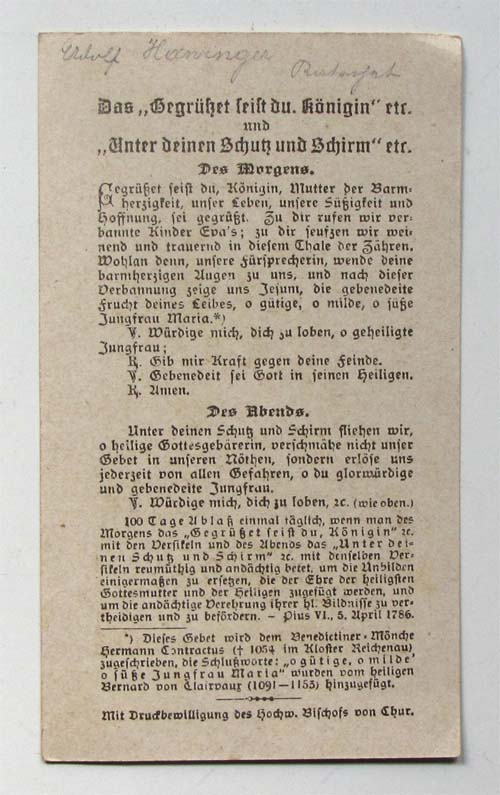 Adolf
Das „Gegrüßet seist du. Königin" etc.
und
„Unter deinen Schutz und Schirm" etc.
Des Morgens.
Gegrüßet seist du, Königin, Mutter der Barm-
herzigkeit, unser Leben, unsere Süßigkeit und
Hoffnung, sei gegrüßt. Zu dir rufen wir ver-
bannte Kinder Eva's; zu dir seufzen wir wei-
nend und trauernd in diesem Thale der Zähren.
Wohlan denn, unsere Fürsprecherin, wende deine
barmherzigen Augen zu uns, und nach dieser
Verbannung zeige uns Jesum, die gebenedeite
Frucht deines Leibes, o gütige, o milde, o süße
Jungfrau Maria.*)
℣. Würdige mich, dich zu loben, o geheiligte
Jungfrau;
℟. Gib mir Kraft gegen deine Feinde.
℣. Gebenedeit sei Gott in seinen Heiligen.
℟. Amen.
Des Abends.
Unter deinen Schutz und Schirm fliehen wir,
o heilige Gottesgebärerin, verschmähe nicht unser
Gebet in unseren Nöthen, sondern erlöse uns
jederzeit von allen Gefahren, o du glorwürdige
und gebenedeite Jungfrau.
℣. Würdige mich, dich zu loben, ꝛc. (wie oben.)
100 Tage Ablaß einmal täglich, wenn man des
Morgens das „Gegrüßet seist du, Königin" ꝛc.
mit den Versikeln und des Abends das „Unter dei-
nen Schutz und Schirm" ꝛc. mit denselben Ver-
sikeln reumüthig und andächtig betet, um die Unbilden
einigermaßen zu ersetzen, die der Ehre der heiligsten
Gottesmutter und der Heiligen zugefügt werden, und
um die andächtige Verehrung ihrer hl. Bildnisse zu ver-
theidigen und zu befördern. – Pius VI., 5. April 1786.
*) Dieses Gebet wird dem Benedictiner-Mönche
Hermann Contractus († 1054 im Kloster Reichenau)
zugeschrieben, die Schlußworte: „o gütige, o milde'
o süße Jungfrau Maria" wurden vom heiligen
Bernard von Clairvaux (1091–1153) hinzugefügt.
Mit Druckbewilligung des Hochw. Bischofs von Chur.